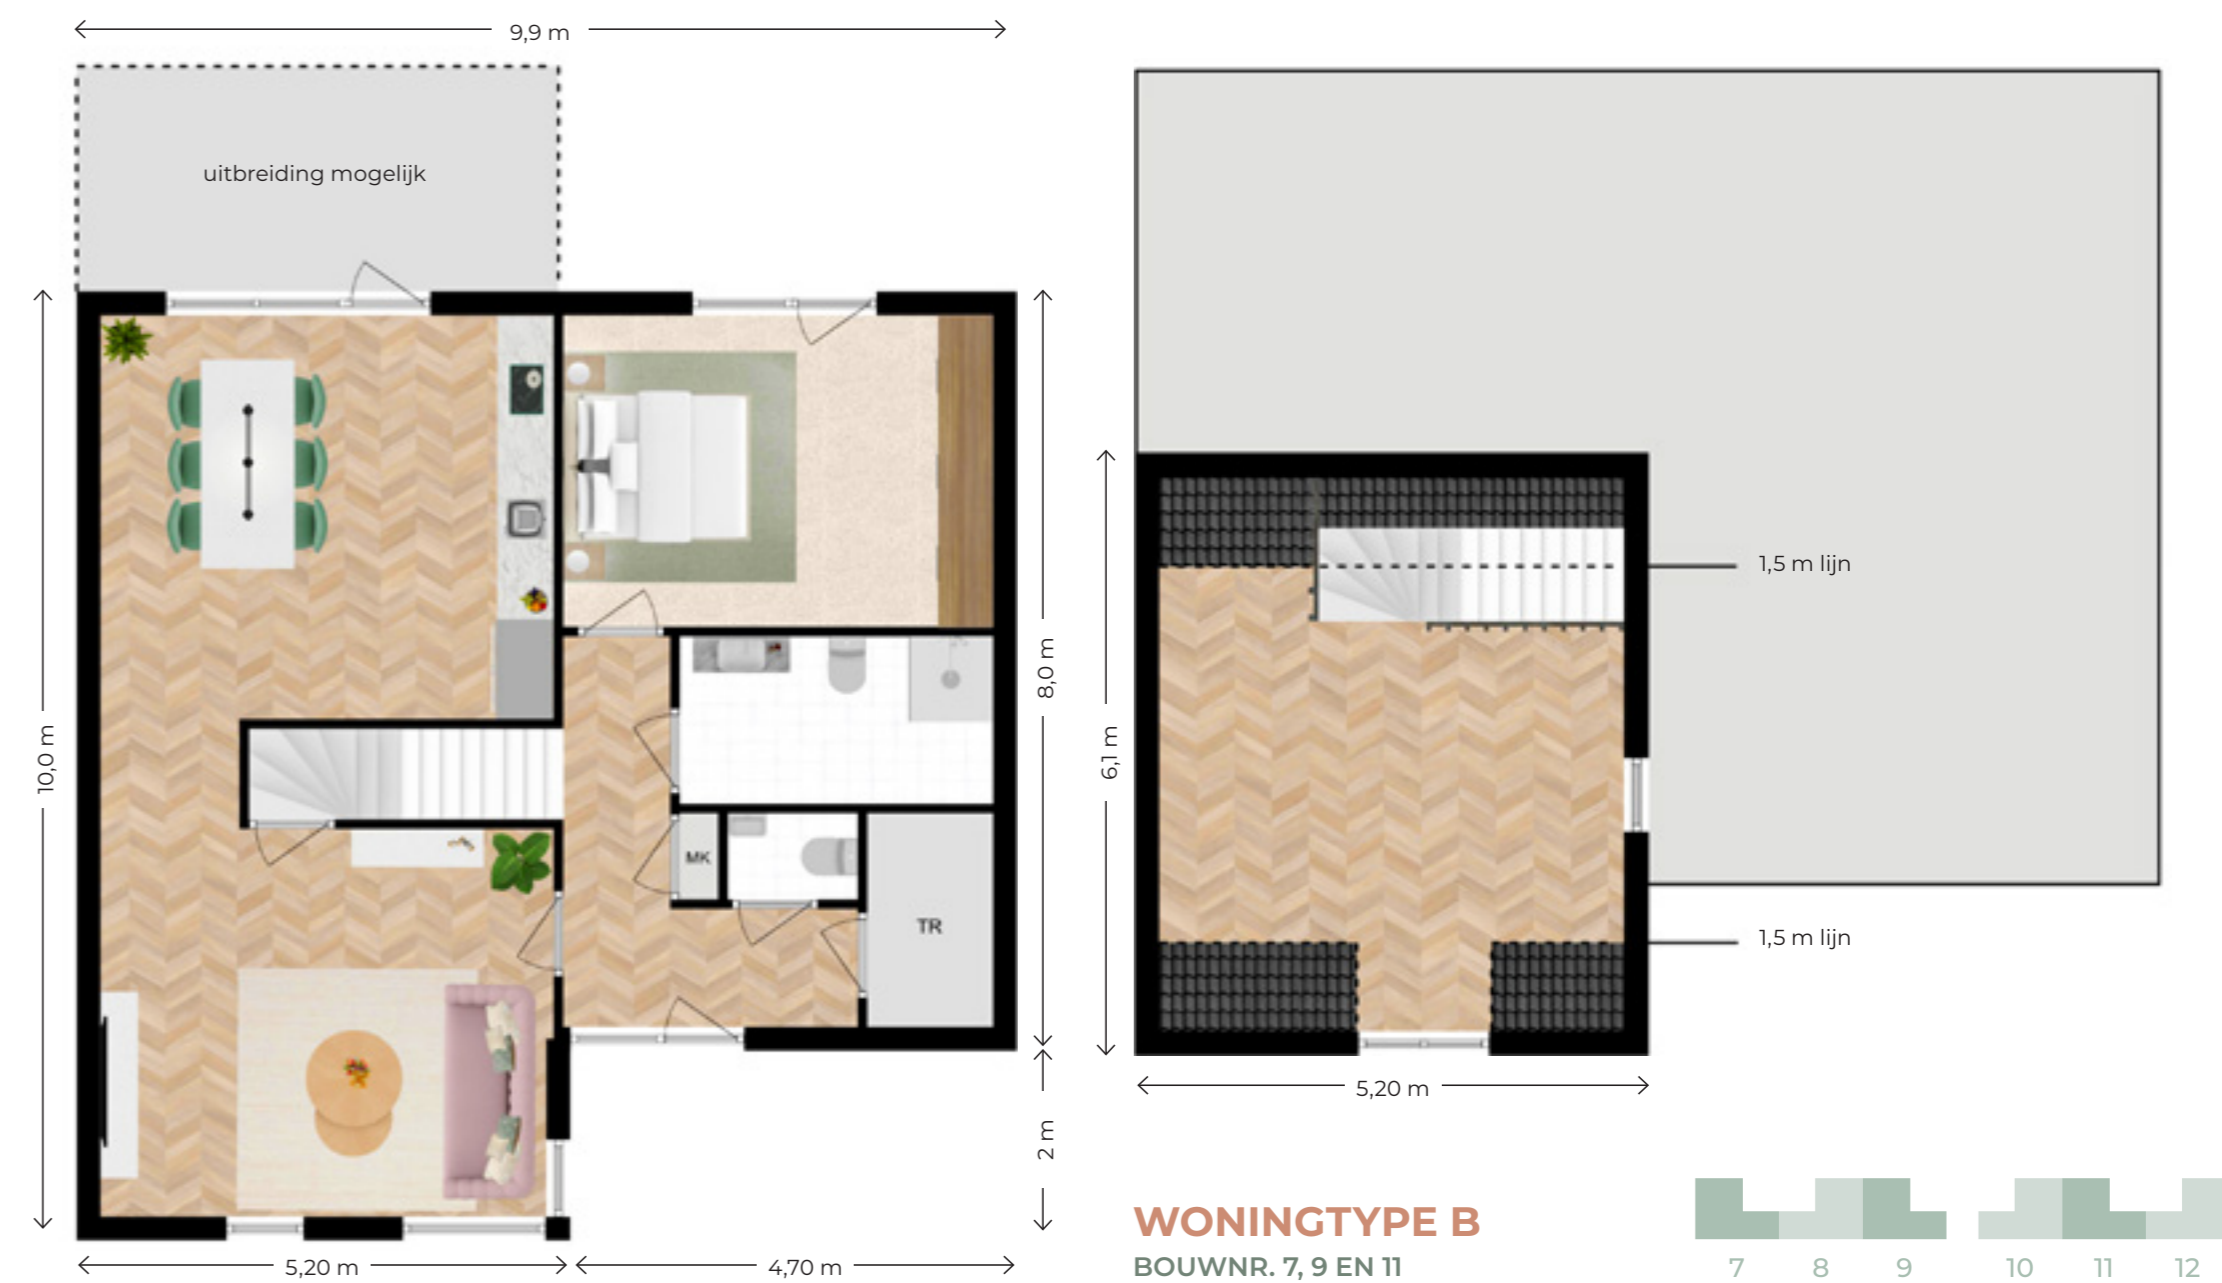 9,9 m
uitbreiding mogelijk
1,5 m lijn
8,0 m
10,0 m
6,1 m
MK
TR
1,5 m lijn
5,20 m
2 m
WONINGTYPE B
BOUWNR. 7, 9 EN 11
5,20 m
4,70 m
7 8 9 10 11 12